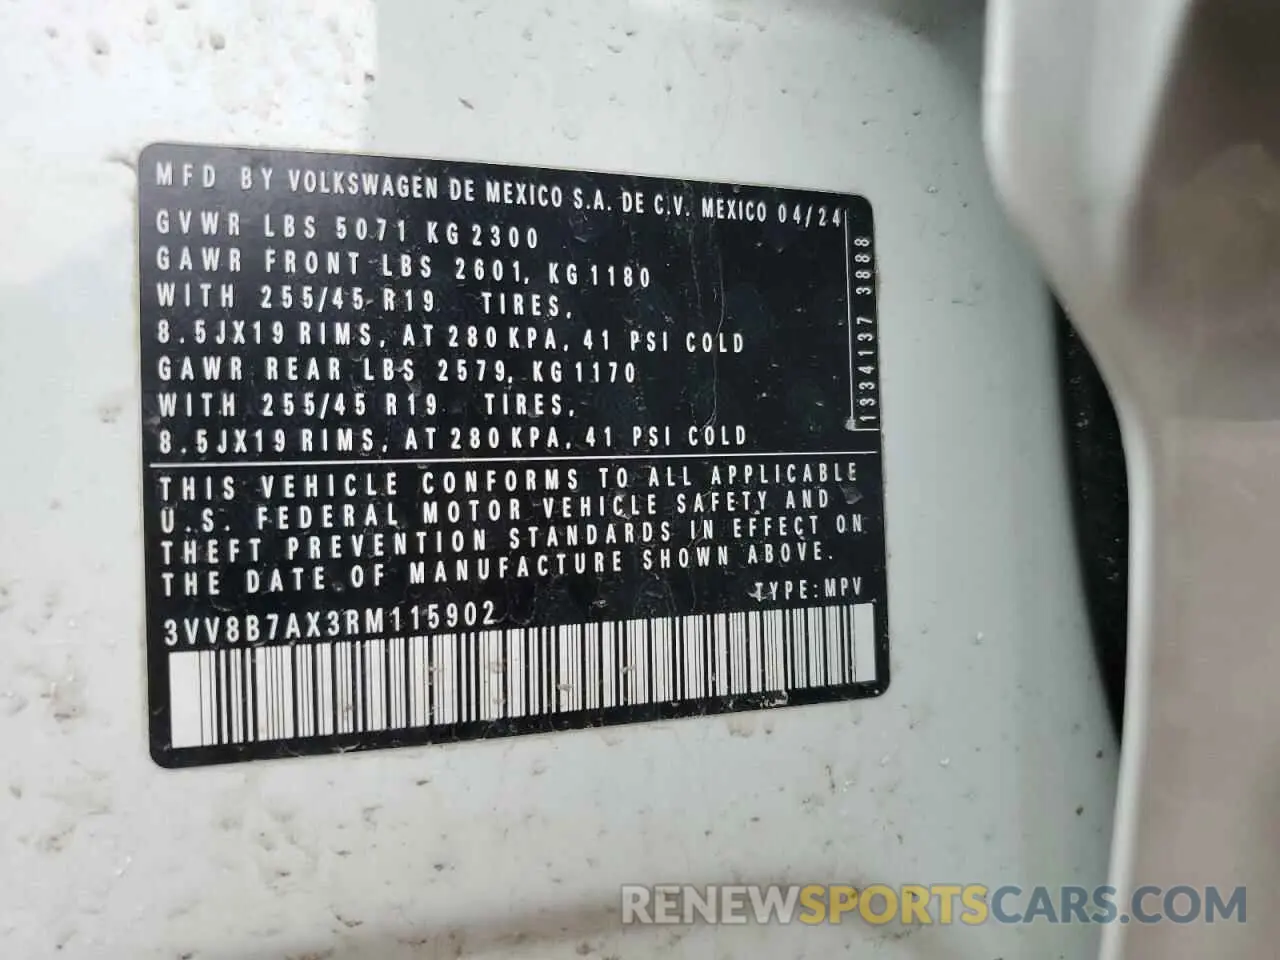 MFD BY VOLKSWAGEN DE MEXICO S.A. DE C.V. MEXICO 04/24
GVWR LBS 5071 KG 2300
GAWR FRONT LBS 2601, KG 1180
WITH 255/45 R19 TIRES,
8.5JX19 RIMS, AT 280 KPA, 41 PSI COLD
GAWR REAR LBS 2579, KG 1170
WITH 255/45 R19 TIRES,
8.5JX19 RIMS, AT 280 KPA, 41 PSI COLD
1334137 3888
THIS VEHICLE CONFORMS TO ALL APPLICABLE
U.S. FEDERAL MOTOR VEHICLE SAFETY AND
THEFT PREVENTION STANDARDS IN EFFECT ON
THE DATE OF MANUFACTURE SHOWN ABOVE.
TYPE: MPV
3VV8B7AX3RM115902
RENEWSPORTSCARS.COM